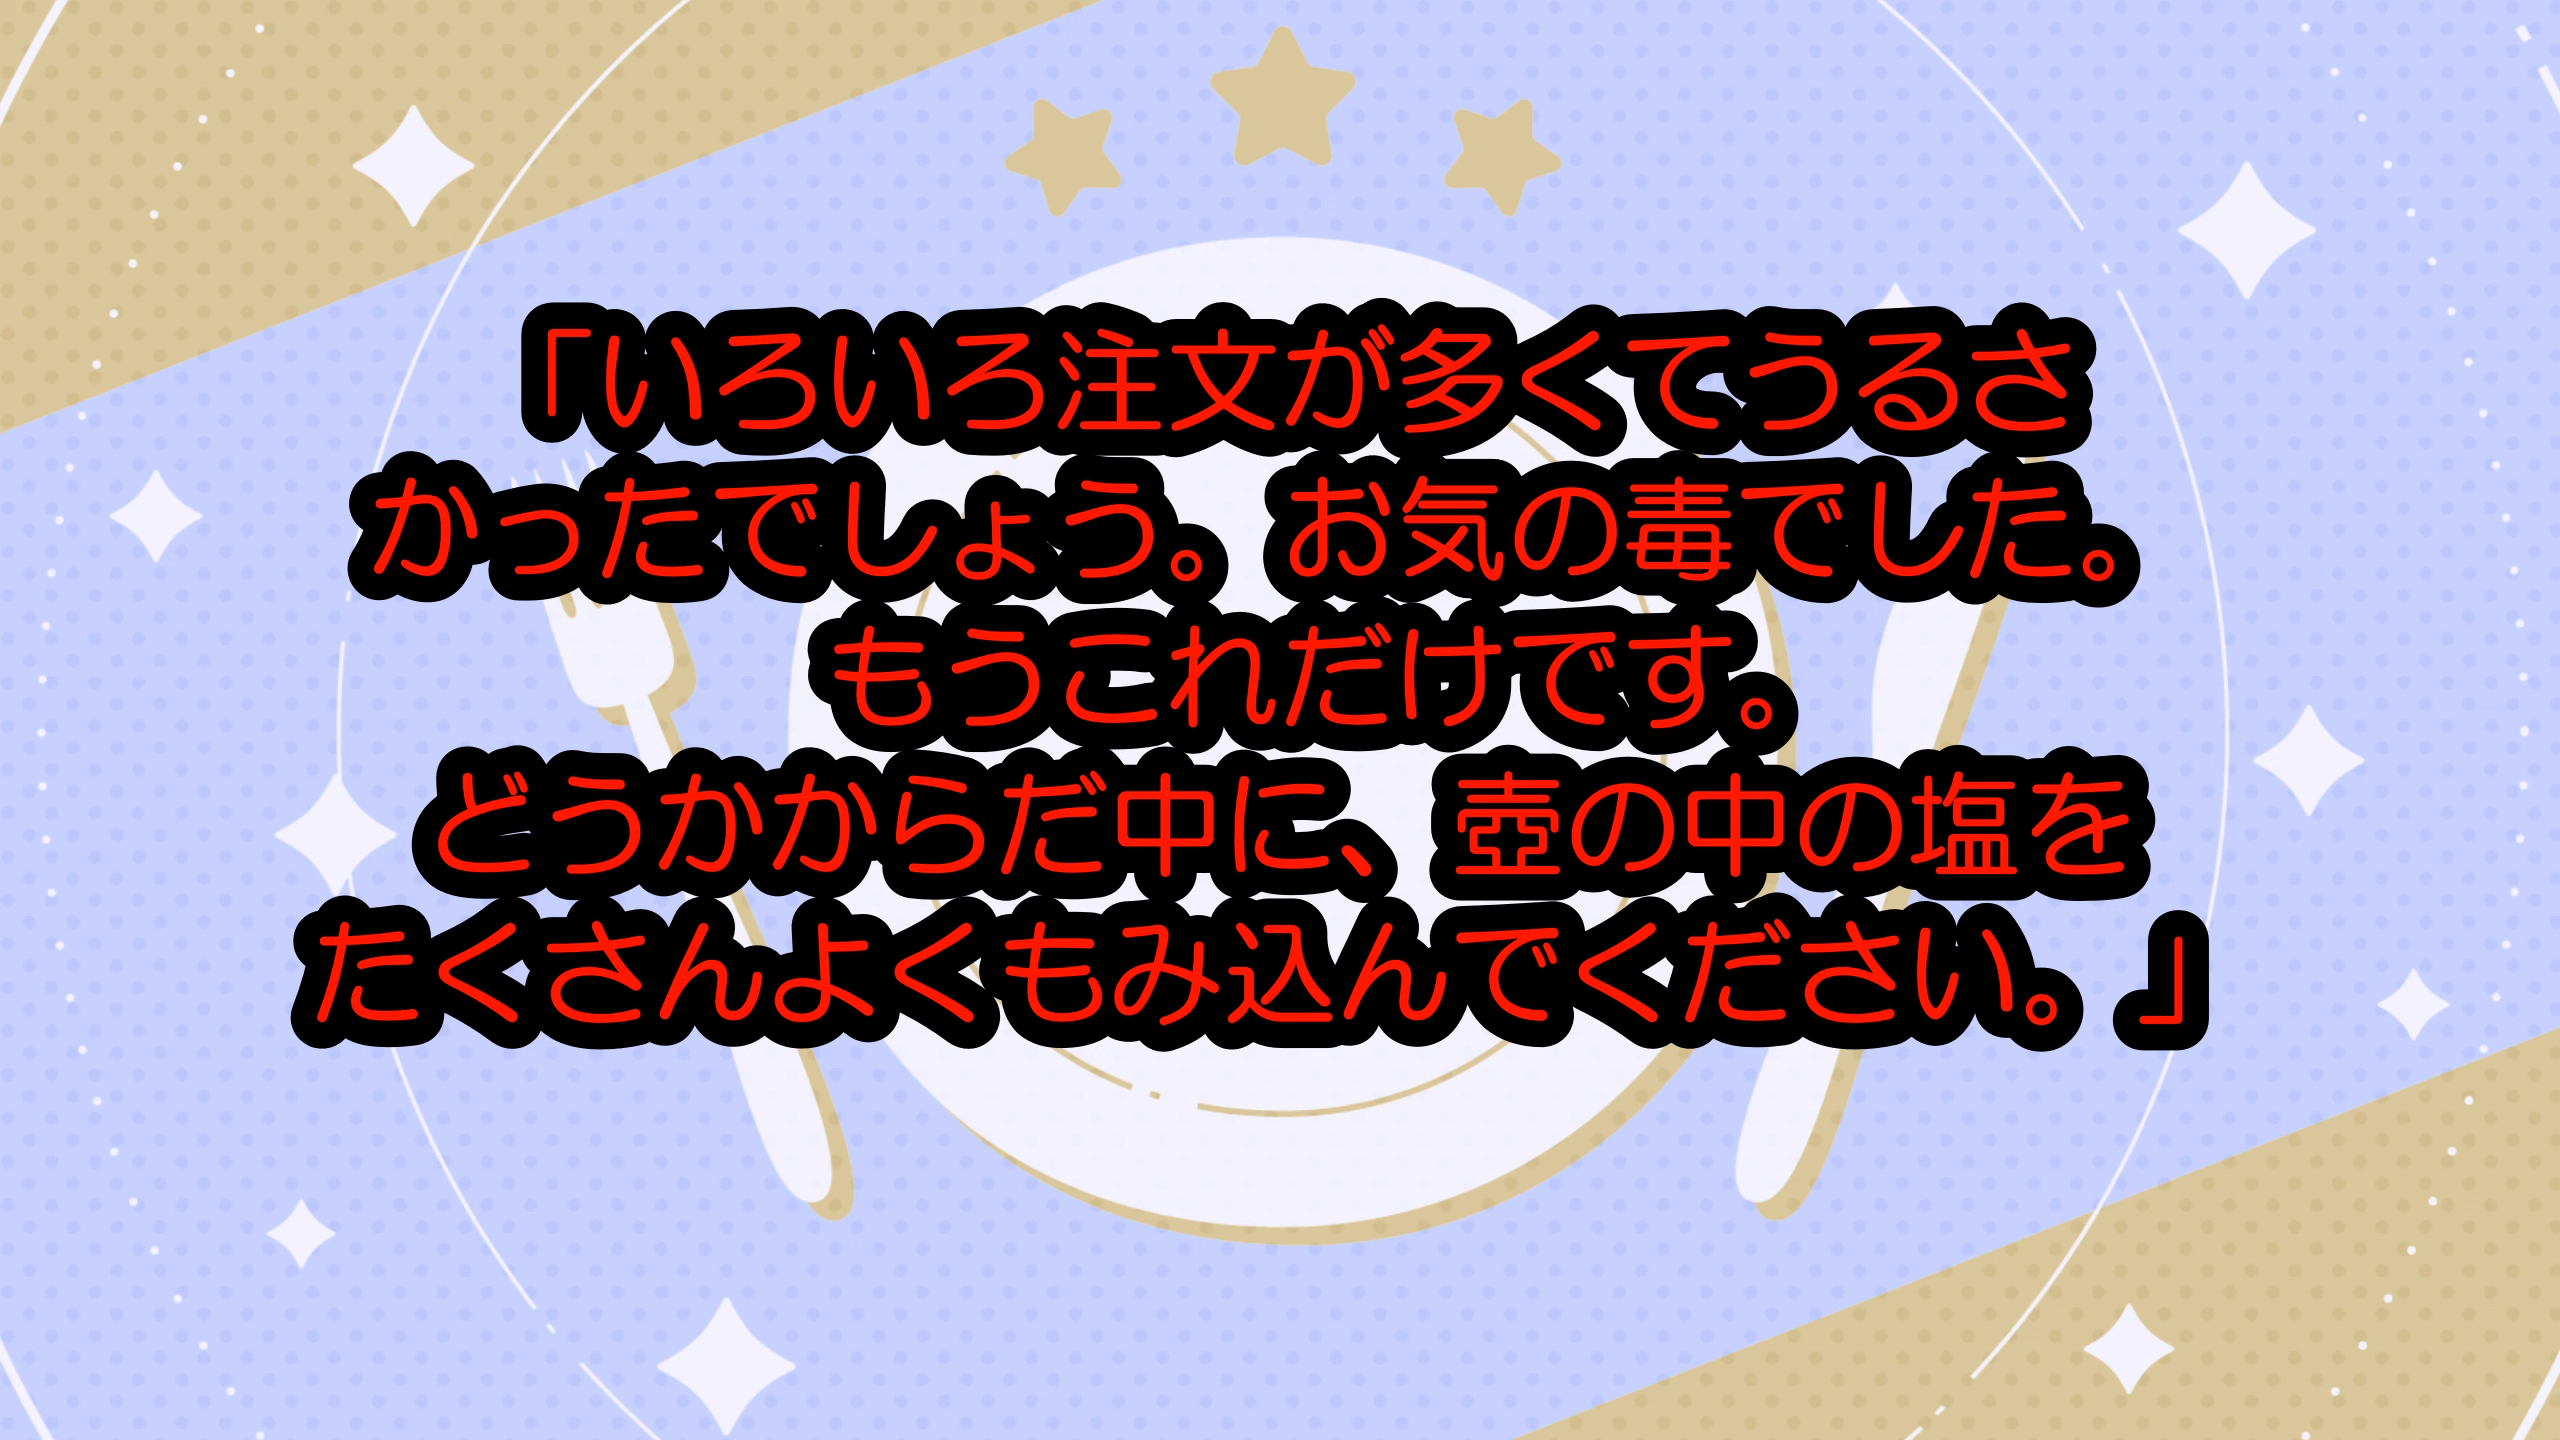 「いろいろ注文が多くてうるさ
かったでしょう。お気の毒でした。
もうこれだけです。
どうかからだ中に、壺の中の塩を
たくさんよくもみ込んでください。」